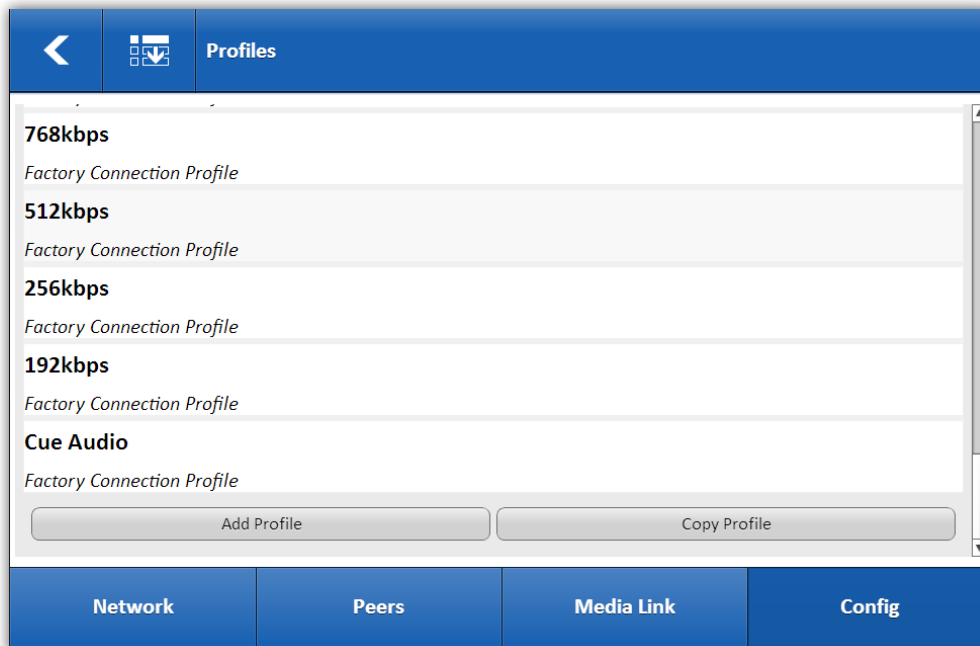 Profiles
768kbps
Factory Connection Profile
512kbps
Factory Connection Profile
256kbps
Factory Connection Profile
192kbps
Factory Connection Profile
Cue Audio
Factory Connection Profile
Add Profile Copy Profile
Network Peers Media Link Config